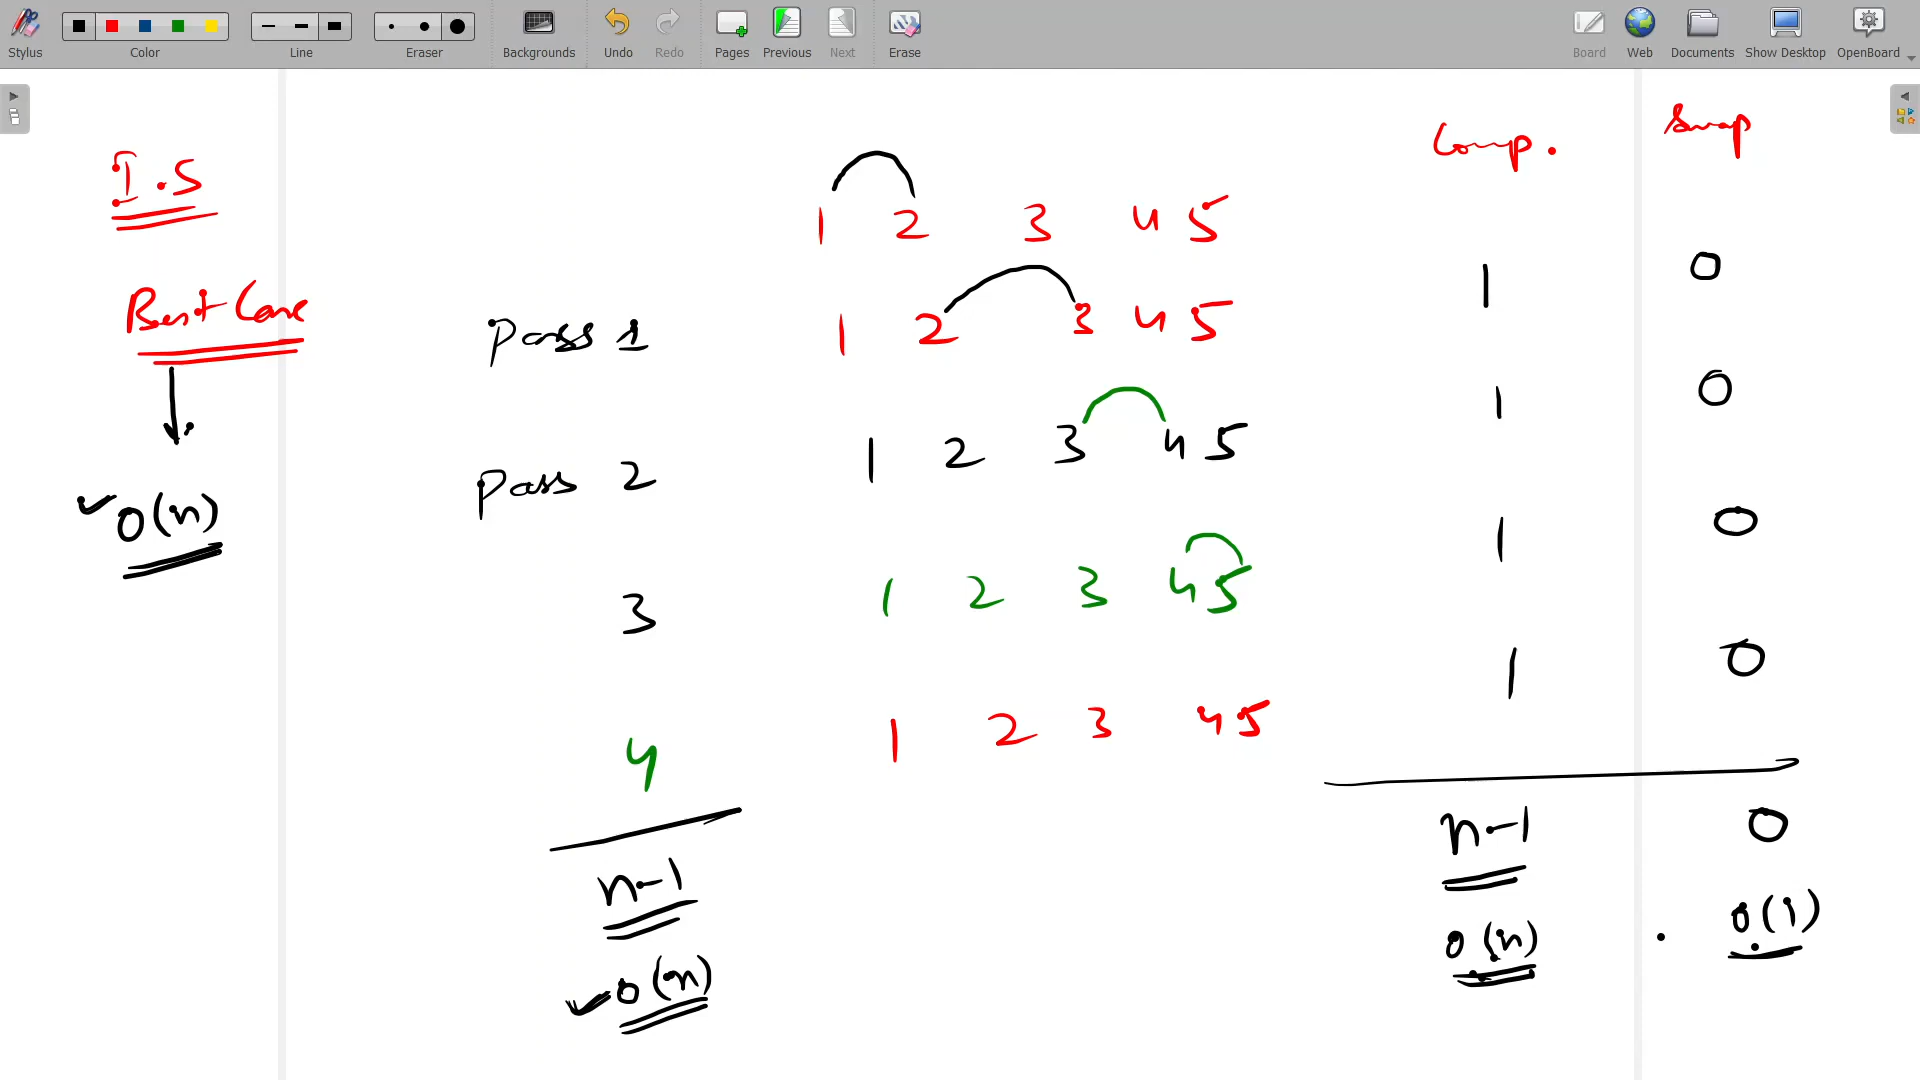 Stylus Color Line Eraser Backgrounds Undo Redo Pages Previous Next Erase Board Web Documents Show Desktop OpenBoard
I.S
Best Case
O(n)
Comp. Swap
1 2 3 4 5
1 0
Pass 1 1 2 3 4 5
1 0
Pass 2 1 2 3 4 5
1 0
3 1 2 3 4 5
1 0
4 1 2 3 4 5
n-1 n-1 0
O(n) O(n) O(1)